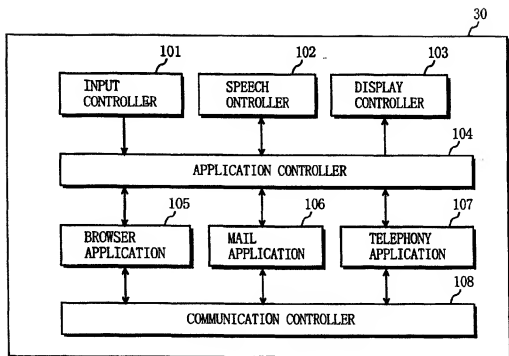 30
101
102
103
INPUT
CONTROLLER
SPEECH
ONTROLLER
DISPLAY
CONTROLLER
104
APPLICATION CONTROLLER
105
106
107
BROWSER
APPLICATION
MAIL
APPLICATION
TELEPHONY
APPLICATION
108
COMMUNICATION CONTROLLER